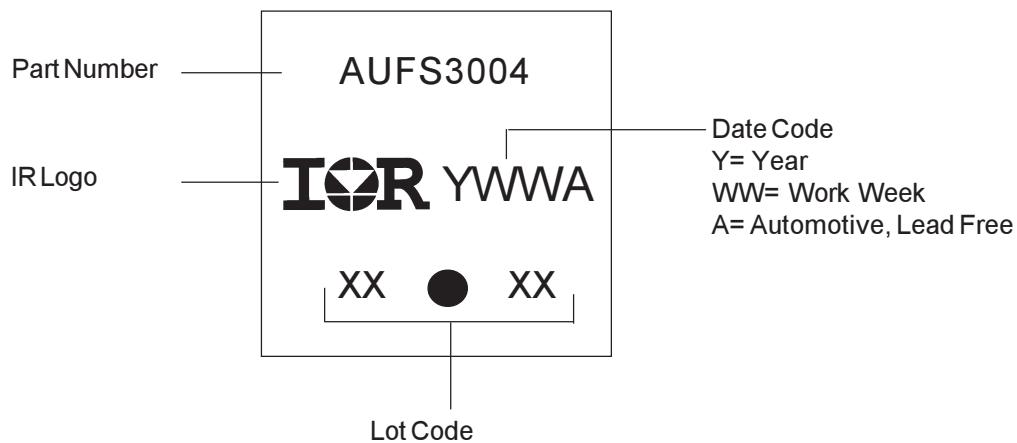 Part Number
AUFS3004
IR Logo
IOR YWWA
Date Code
Y= Year
WW= Work Week
A= Automotive, Lead Free
XX XX
Lot Code